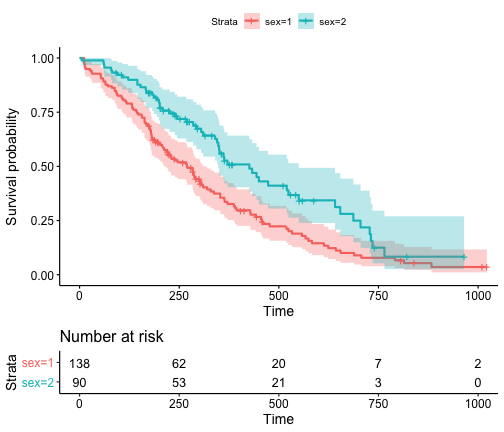 Strata sex=1 sex=2
1.00
0.75
0.50
0.25
0.00
Survival probability
0 250 500 750 1000
Time
Number at risk
Strata
sex=1 138 62 20 7 2
sex=2 90 53 21 3 0
0 250 500 750 1000
Time